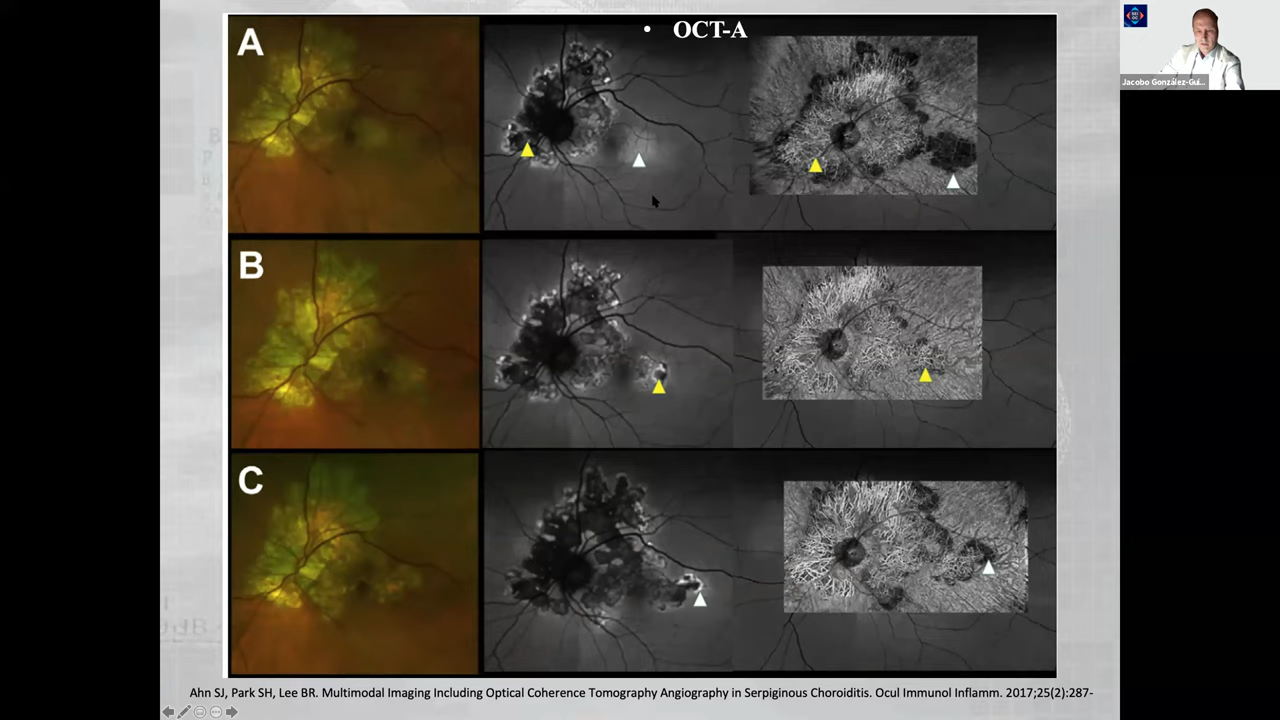 • OCT-A
A
B
C
Jacobo González-Gui...
Ahn SJ, Park SH, Lee BR. Multimodal Imaging Including Optical Coherence Tomography Angiography in Serpiginous Choroiditis. Ocul Immunol Inflamm. 2017;25(2):287-